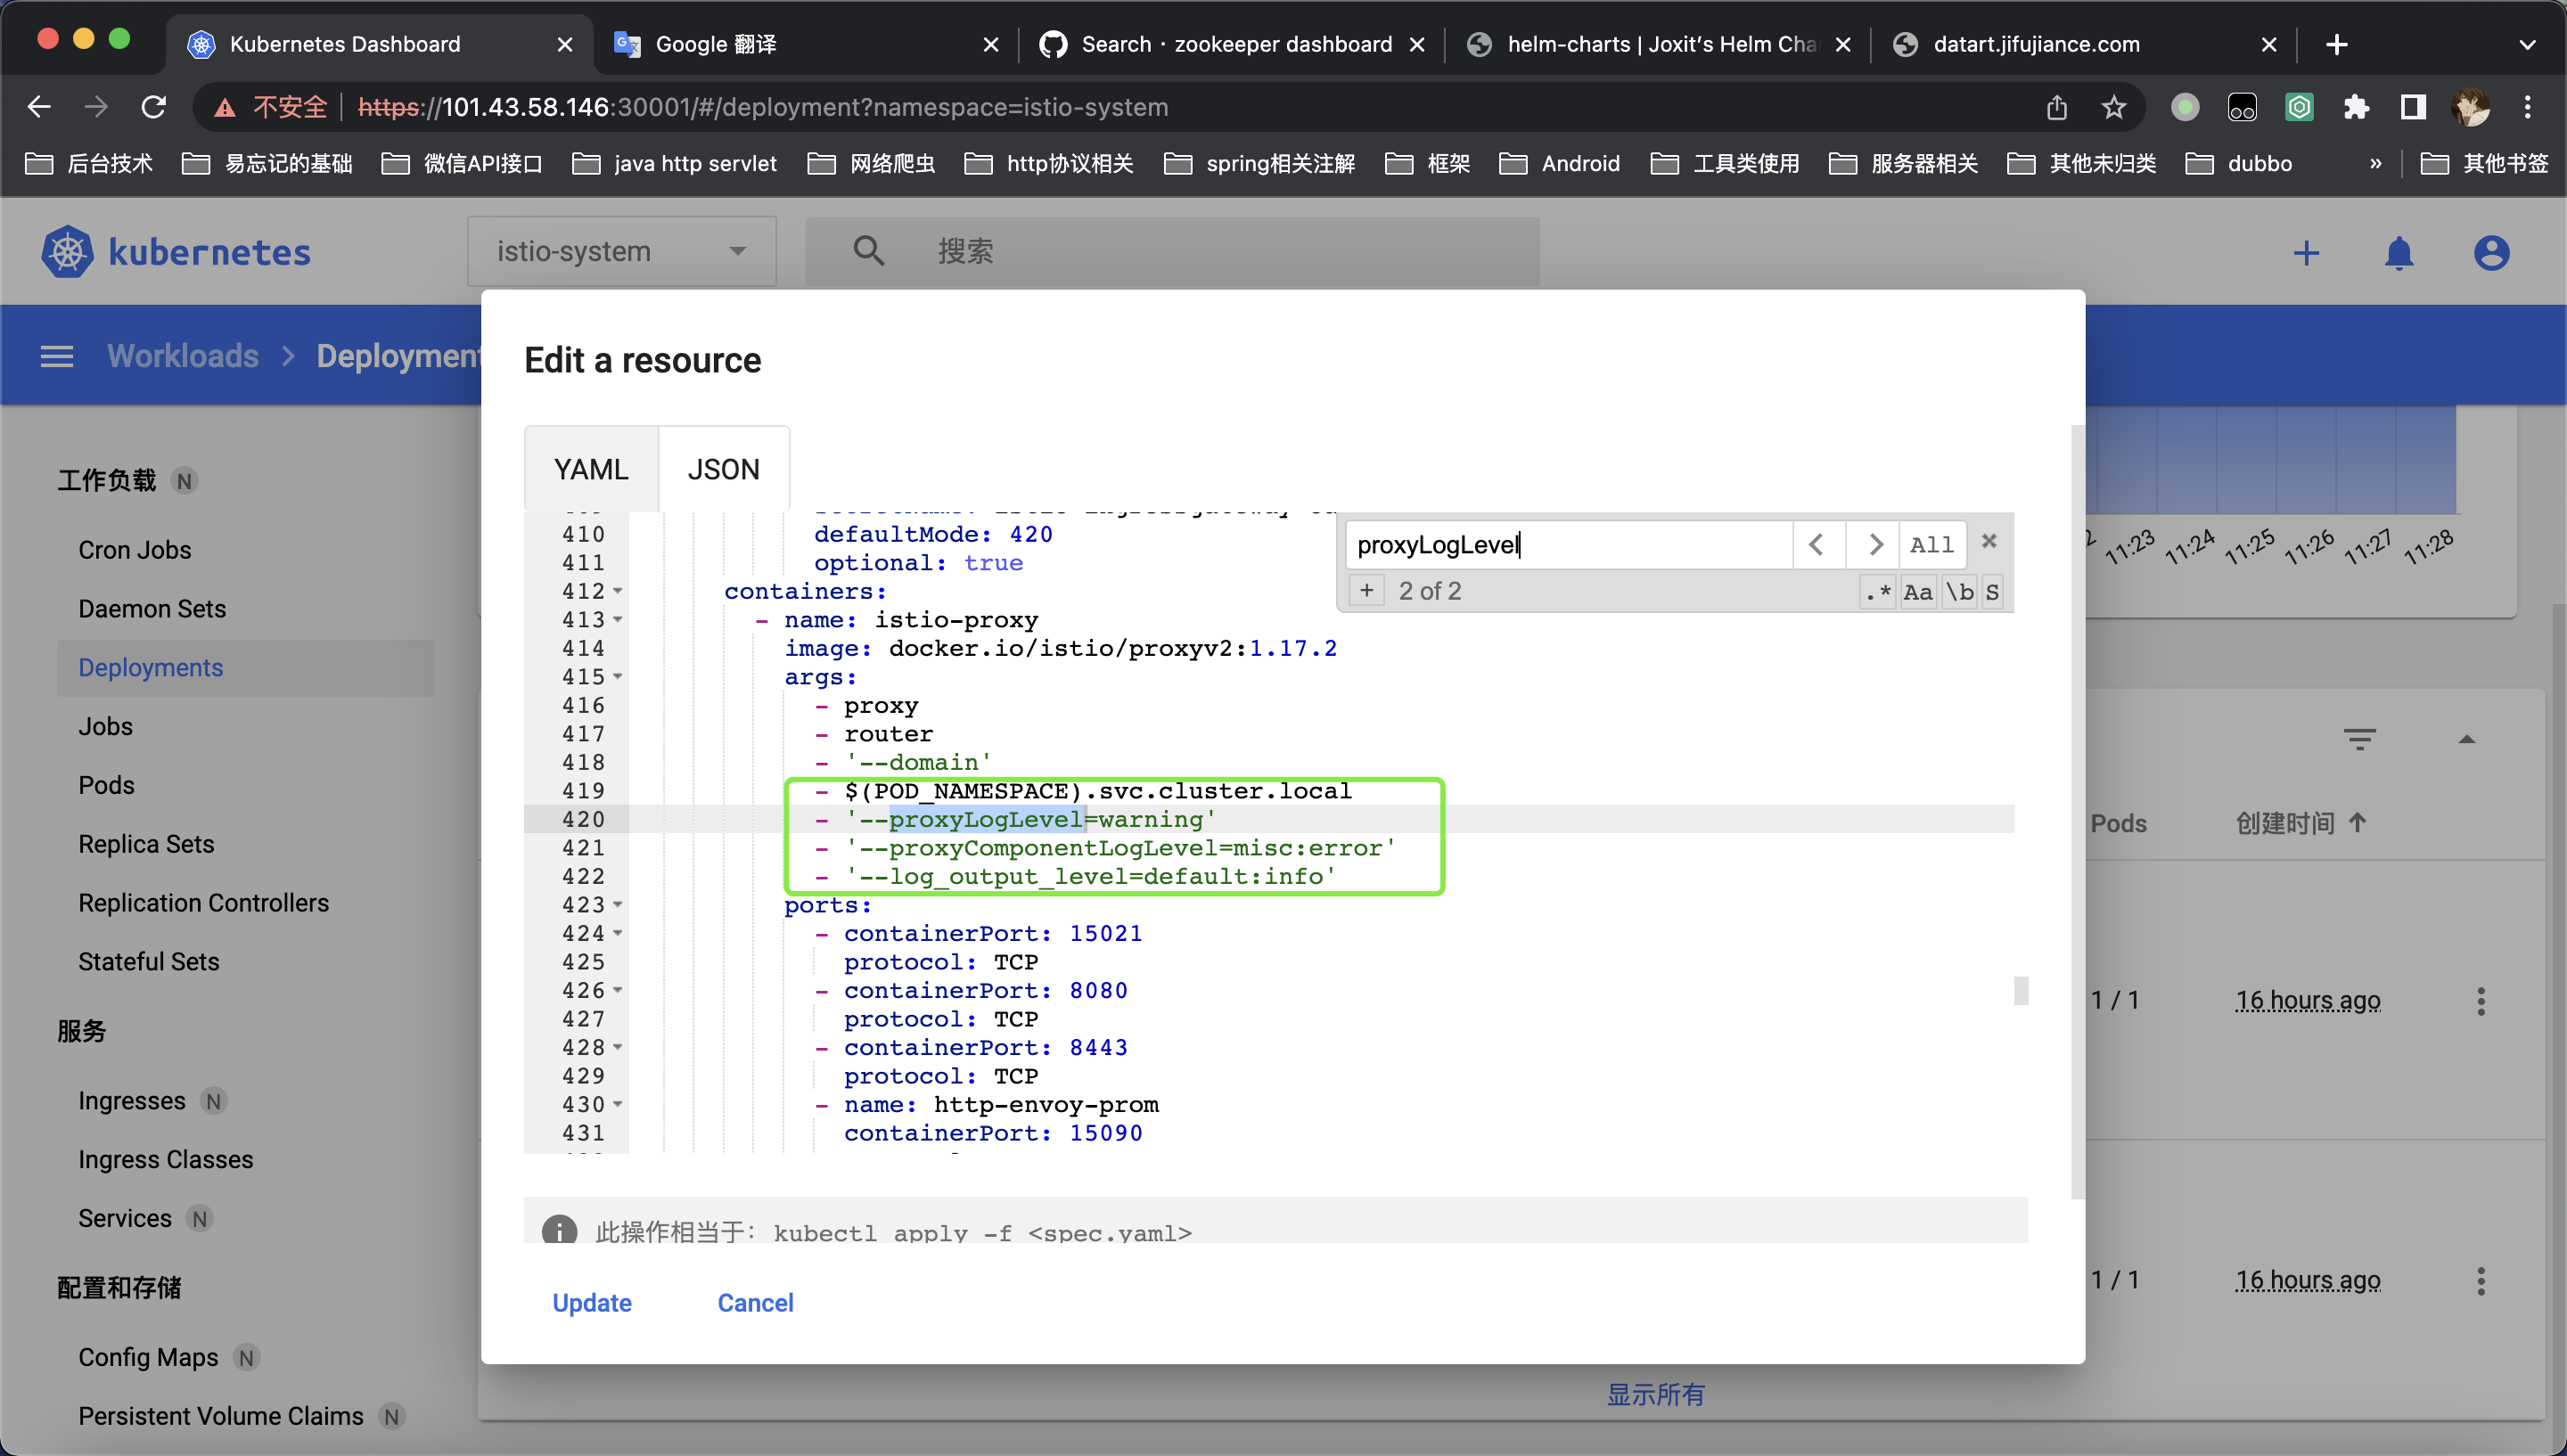 Kubernetes Dashboard
Google 翻译
Search · zookeeper dashboard
helm-charts | Joxit's Helm Cha
datart.jifujiance.com
不安全 https://101.43.58.146:30001/#/deployment?namespace=istio-system
后台技术 易忘记的基础 微信API接口 java http servlet 网络爬虫 http协议相关 spring相关注解 框架 Android 工具类使用 服务器相关 其他未归类 dubbo » 其他书签
kubernetes
istio-system
搜索
Workloads > Deployment
工作负载 N
Cron Jobs
Daemon Sets
Deployments
Jobs
Pods
Replica Sets
Replication Controllers
Stateful Sets
服务
Ingresses N
Ingress Classes
Services N
配置和存储
Config Maps N
Persistent Volume Claims N
Edit a resource
YAML JSON
proxyLogLevel
All
+ 2 of 2 .* Aa \b S
410 defaultMode: 420
411 optional: true
412 containers:
413 - name: istio-proxy
414 image: docker.io/istio/proxyv2:1.17.2
415 args:
416 - proxy
417 - router
418 - '--domain'
419 - $(POD_NAMESPACE).svc.cluster.local
420 - '--proxyLogLevel=warning'
421 - '--proxyComponentLogLevel=misc:error'
422 - '--log_output_level=default:info'
423 ports:
424 - containerPort: 15021
425 protocol: TCP
426 - containerPort: 8080
427 protocol: TCP
428 - containerPort: 8443
429 protocol: TCP
430 - name: http-envoy-prom
431 containerPort: 15090
此操作相当于: kubectl apply -f <spec.yaml>
Update Cancel
11:23 11:24 11:25 11:26 11:27 11:28
Pods 创建时间
1 / 1 16 hours ago
1 / 1 16 hours ago
显示所有